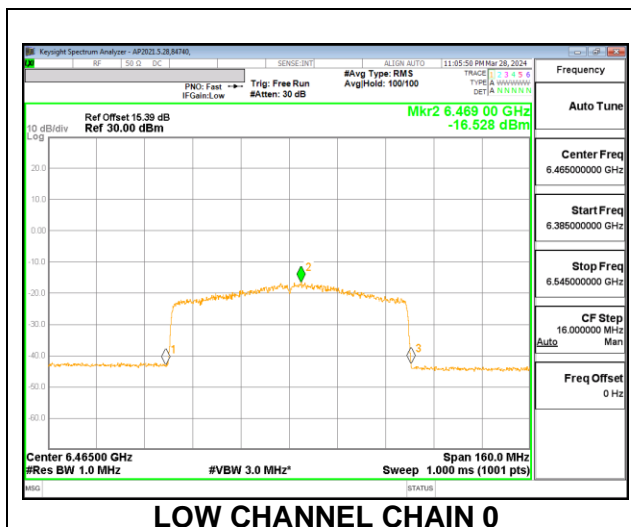 Keysight Spectrum Analyzer - AP2021.5.28,84740,
RF 50 Ω DC SENSE:INT ALIGN AUTO 11:05:50 PM Mar 28, 2024
PNO: Fast Trig: Free Run #Avg Type: RMS TRACE 1 2 3 4 5 6
IFGain:Low #Atten: 30 dB Avg|Hold: 100/100 TYPE A WWWWW
DET A N N N N N
Frequency
Auto Tune
Center Freq
6.465000000 GHz
Start Freq
6.385000000 GHz
Stop Freq
6.545000000 GHz
CF Step
16.000000 MHz
Auto Man
Freq Offset
0 Hz
Ref Offset 15.39 dB
10 dB/div Ref 30.00 dBm
Log
Mkr2 6.469 00 GHz
-16.528 dBm
20.0
10.0
0.00
-10.0
-20.0
-30.0
-40.0
-50.0
-60.0
1
2
3
Center 6.46500 GHz Span 160.0 MHz
#Res BW 1.0 MHz #VBW 3.0 MHz* Sweep 1.000 ms (1001 pts)
MSG STATUS
LOW CHANNEL CHAIN 0